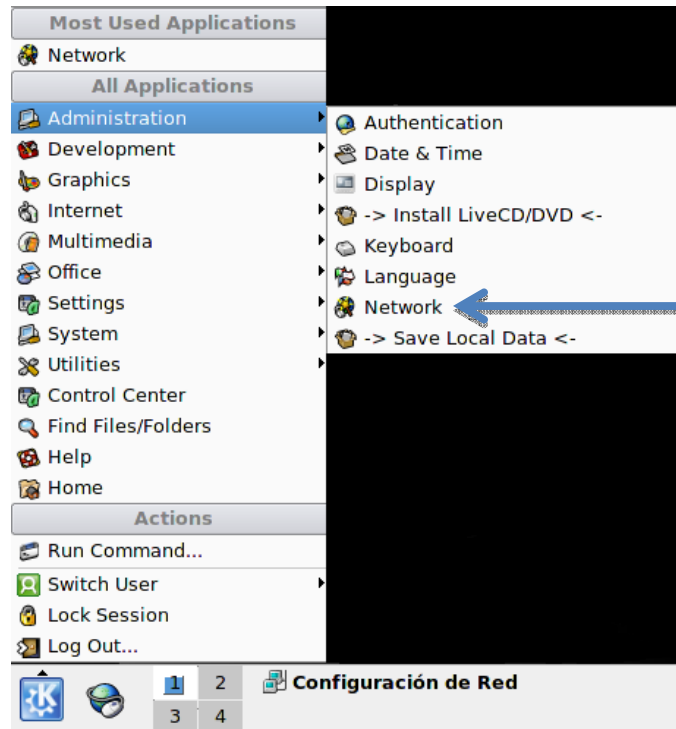 Most Used Applications
Network
All Applications
Administration
Development
Graphics
Internet
Multimedia
Office
Settings
System
Utilities
Control Center
Find Files/Folders
Help
Home
Actions
Run Command...
Switch User
Lock Session
Log Out...
Authentication
Date & Time
Display
-> Install LiveCD/DVD <-
Keyboard
Language
Network
-> Save Local Data <-
1 2
3 4
Configuración de Red